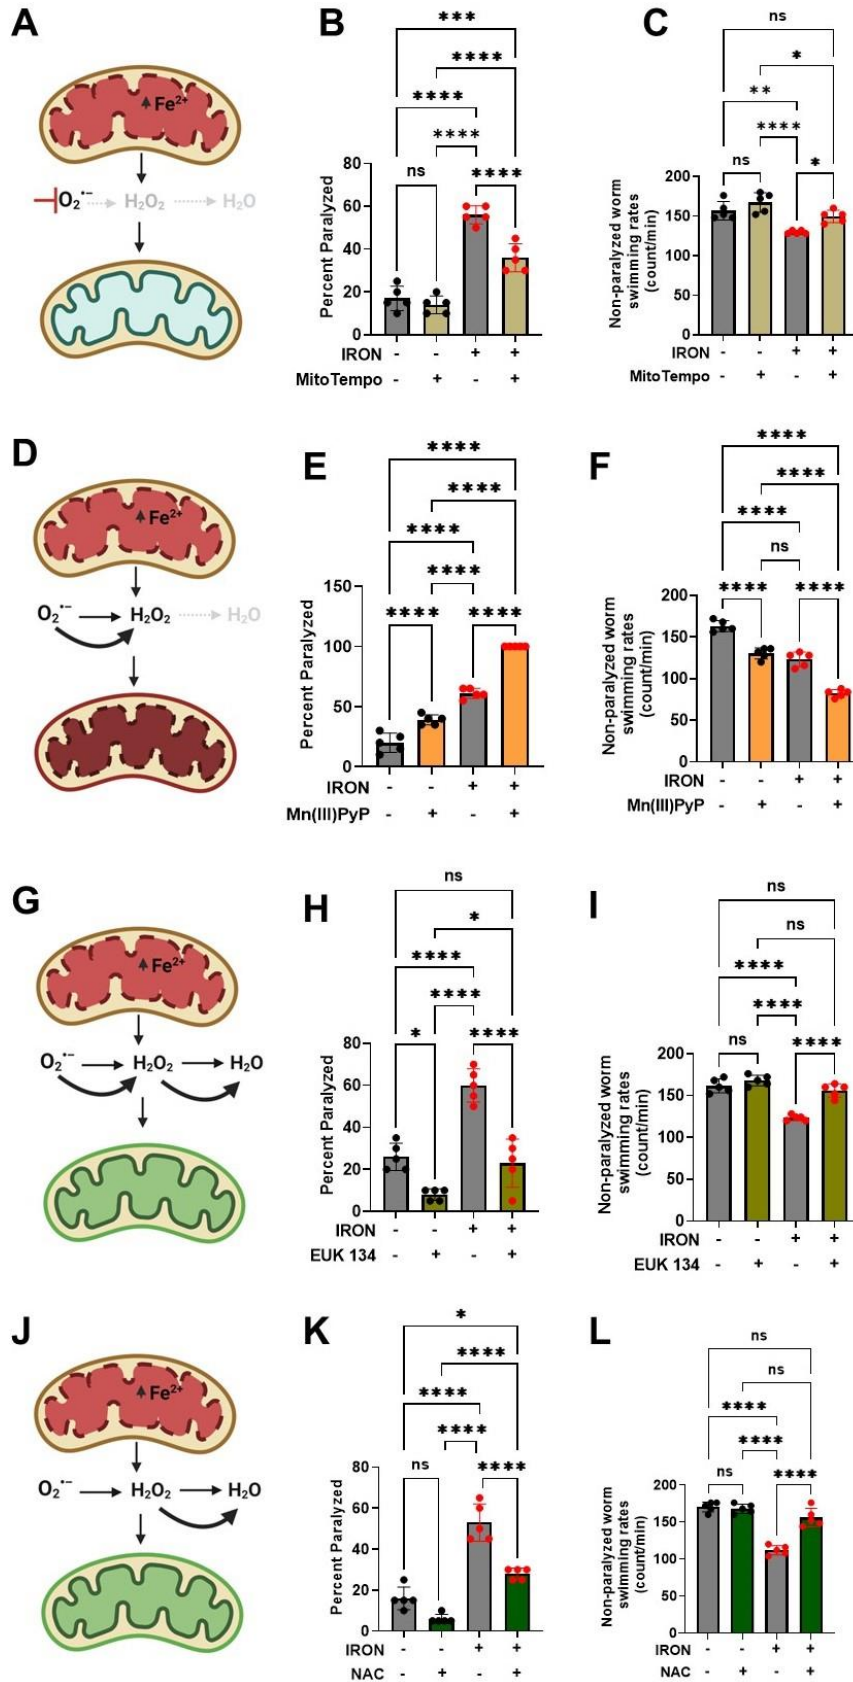 A
Fe²⁺
O₂•⁻ H₂O₂ H₂O
B
***
****
****
****
ns
****
Percent Paralyzed
80
60
40
20
0
IRON - - + +
MitoTempo - + - +
C
ns
*
**
****
ns
*
Non-paralyzed worm
swimming rates
(count/min)
200
150
100
50
0
IRON - - + +
MitoTempo - + - +
D
Fe²⁺
O₂•⁻ H₂O₂ H₂O
E
****
****
****
****
****
****
Percent Paralyzed
150
100
50
0
IRON - - + +
Mn(III)PyP - + - +
F
****
****
****
ns
****
****
Non-paralyzed worm
swimming rates
(count/min)
200
150
100
50
0
IRON - - + +
Mn(III)PyP - + - +
G
Fe²⁺
O₂•⁻ H₂O₂ H₂O
H
ns
*
****
****
*
****
Percent Paralyzed
80
60
40
20
0
IRON - - + +
EUK 134 - + - +
I
ns
ns
****
****
ns
****
Non-paralyzed worm
swimming rates
(count/min)
200
150
100
50
0
IRON - - + +
EUK 134 - + - +
J
Fe²⁺
O₂•⁻ H₂O₂ H₂O
K
*
****
****
****
ns
****
Percent Paralyzed
80
60
40
20
0
IRON - - + +
NAC - + - +
L
ns
ns
****
****
ns
****
Non-paralyzed worm
swimming rates
(count/min)
200
150
100
50
0
IRON - - + +
NAC - + - +